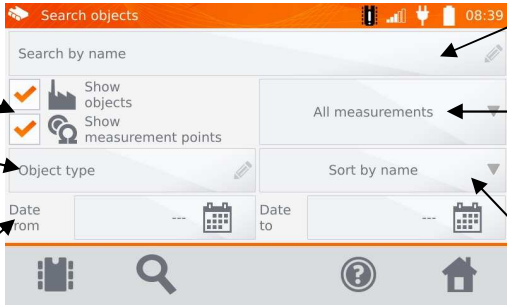 Search objects 08:39
Search by name
Show
objects
Show
measurement points
All measurements
Object type
Sort by name
Date
from
---
Date
to
---